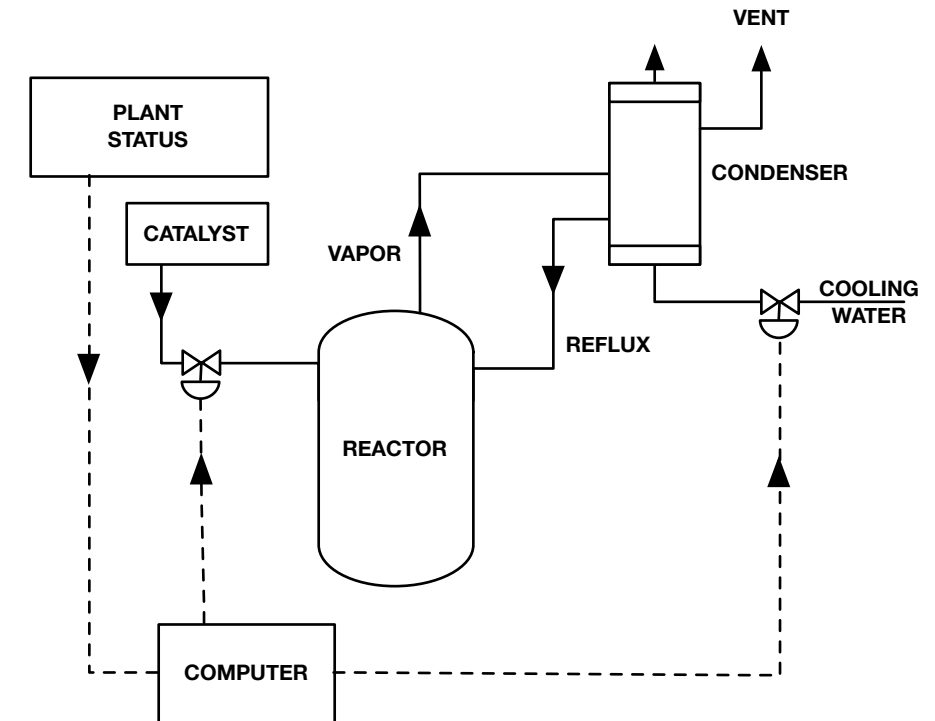 VENT
PLANT
STATUS
CONDENSER
CATALYST
VAPOR
COOLING
WATER
REFLUX
REACTOR
COMPUTER